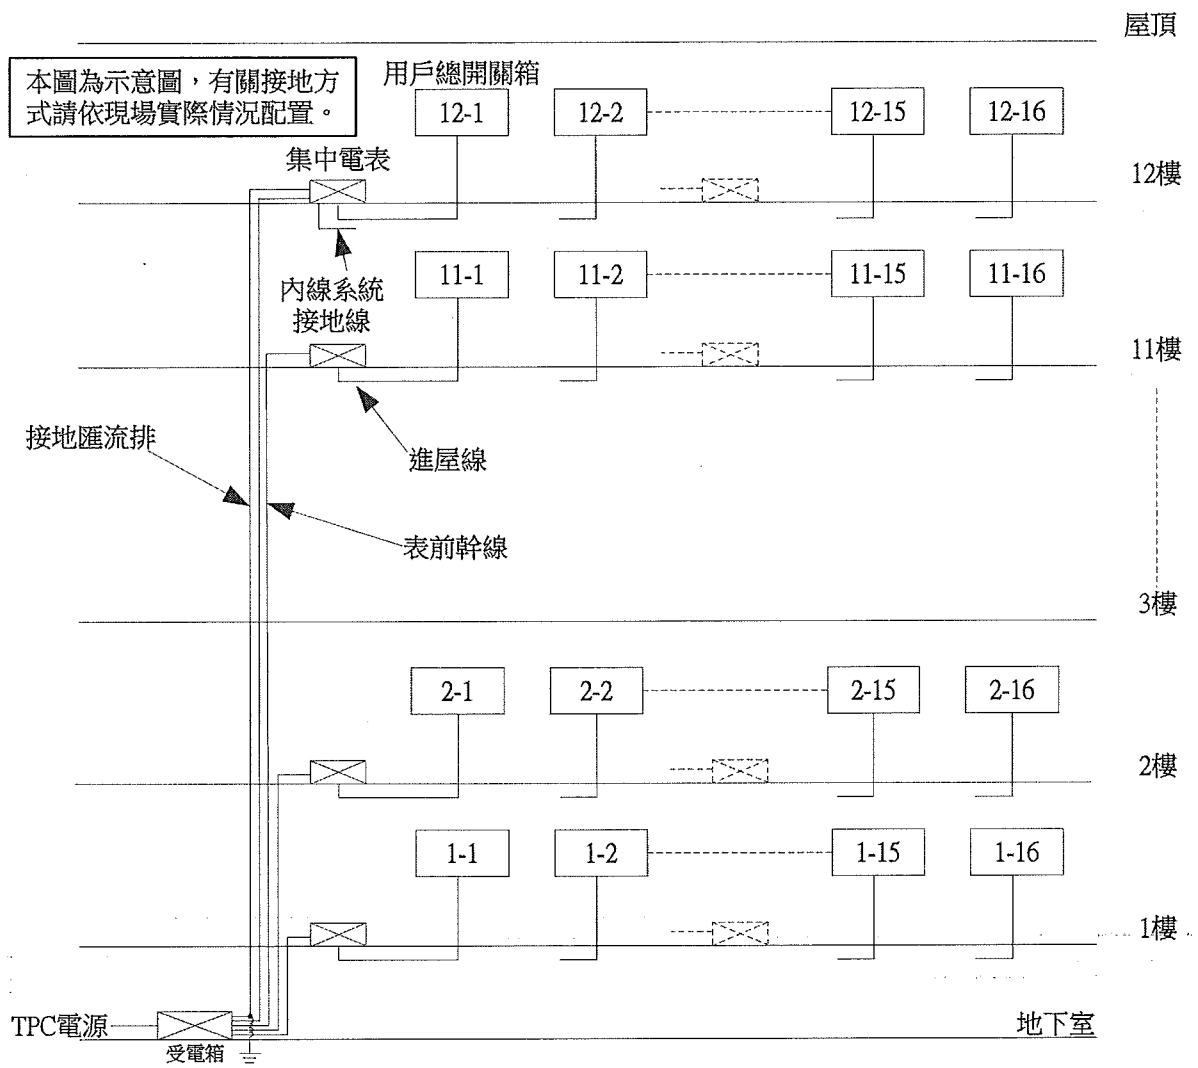 屋頂
本圖為示意圖，有關接地方
式請依現場實際情況配置。
用戶總開關箱
12-1
12-2
12-15
12-16
集中電表
12樓
11-1
11-2
11-15
11-16
內線系統
接地線
11樓
接地匯流排
進屋線
表前幹線
3樓
2-1
2-2
2-15
2-16
2樓
1-1
1-2
1-15
1-16
1樓
TPC電源
受電箱
地下室